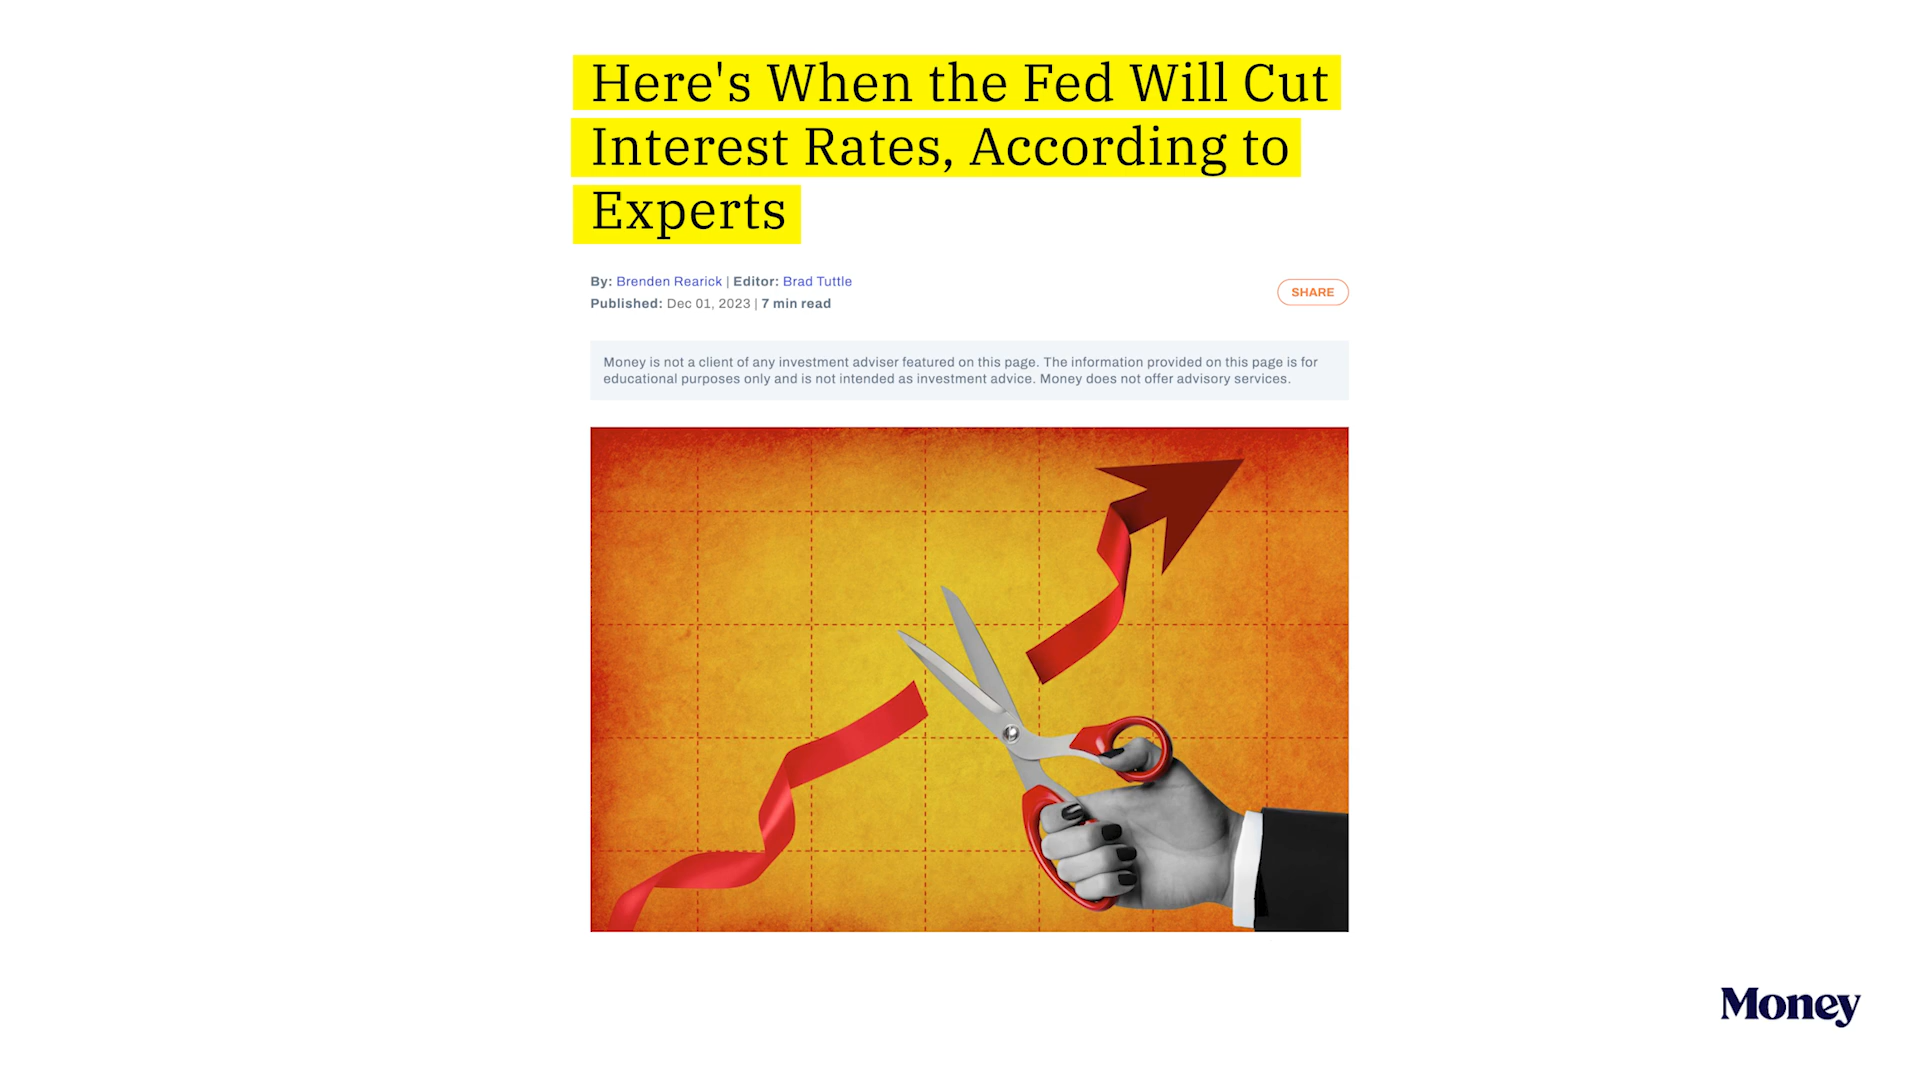 Here's When the Fed Will Cut
Interest Rates, According to
Experts
By: Brenden Rearick | Editor: Brad Tuttle
Published: Dec 01, 2023 | 7 min read
SHARE
Money is not a client of any investment adviser featured on this page. The information provided on this page is for
educational purposes only and is not intended as investment advice. Money does not offer advisory services.
Money